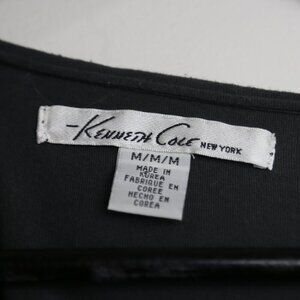 Kenneth Cole NEW YORK
M/M/M
MADE IN
KOREA
FABRIQUE EN
COREE
HECHO EN
COREA